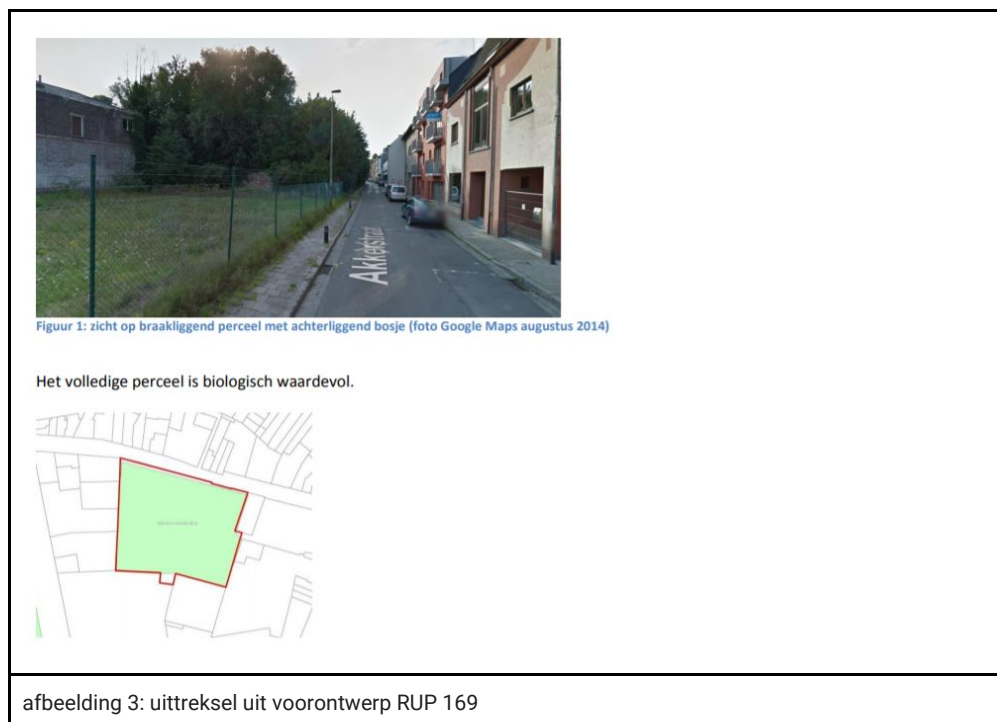 Akkerstraat
Figuur 1: zicht op braakliggend perceel met achterliggend bosje (foto Google Maps augustus 2014)
Het volledige perceel is biologisch waardevol.
afbeelding 3: uittreksel uit voorontwerp RUP 169